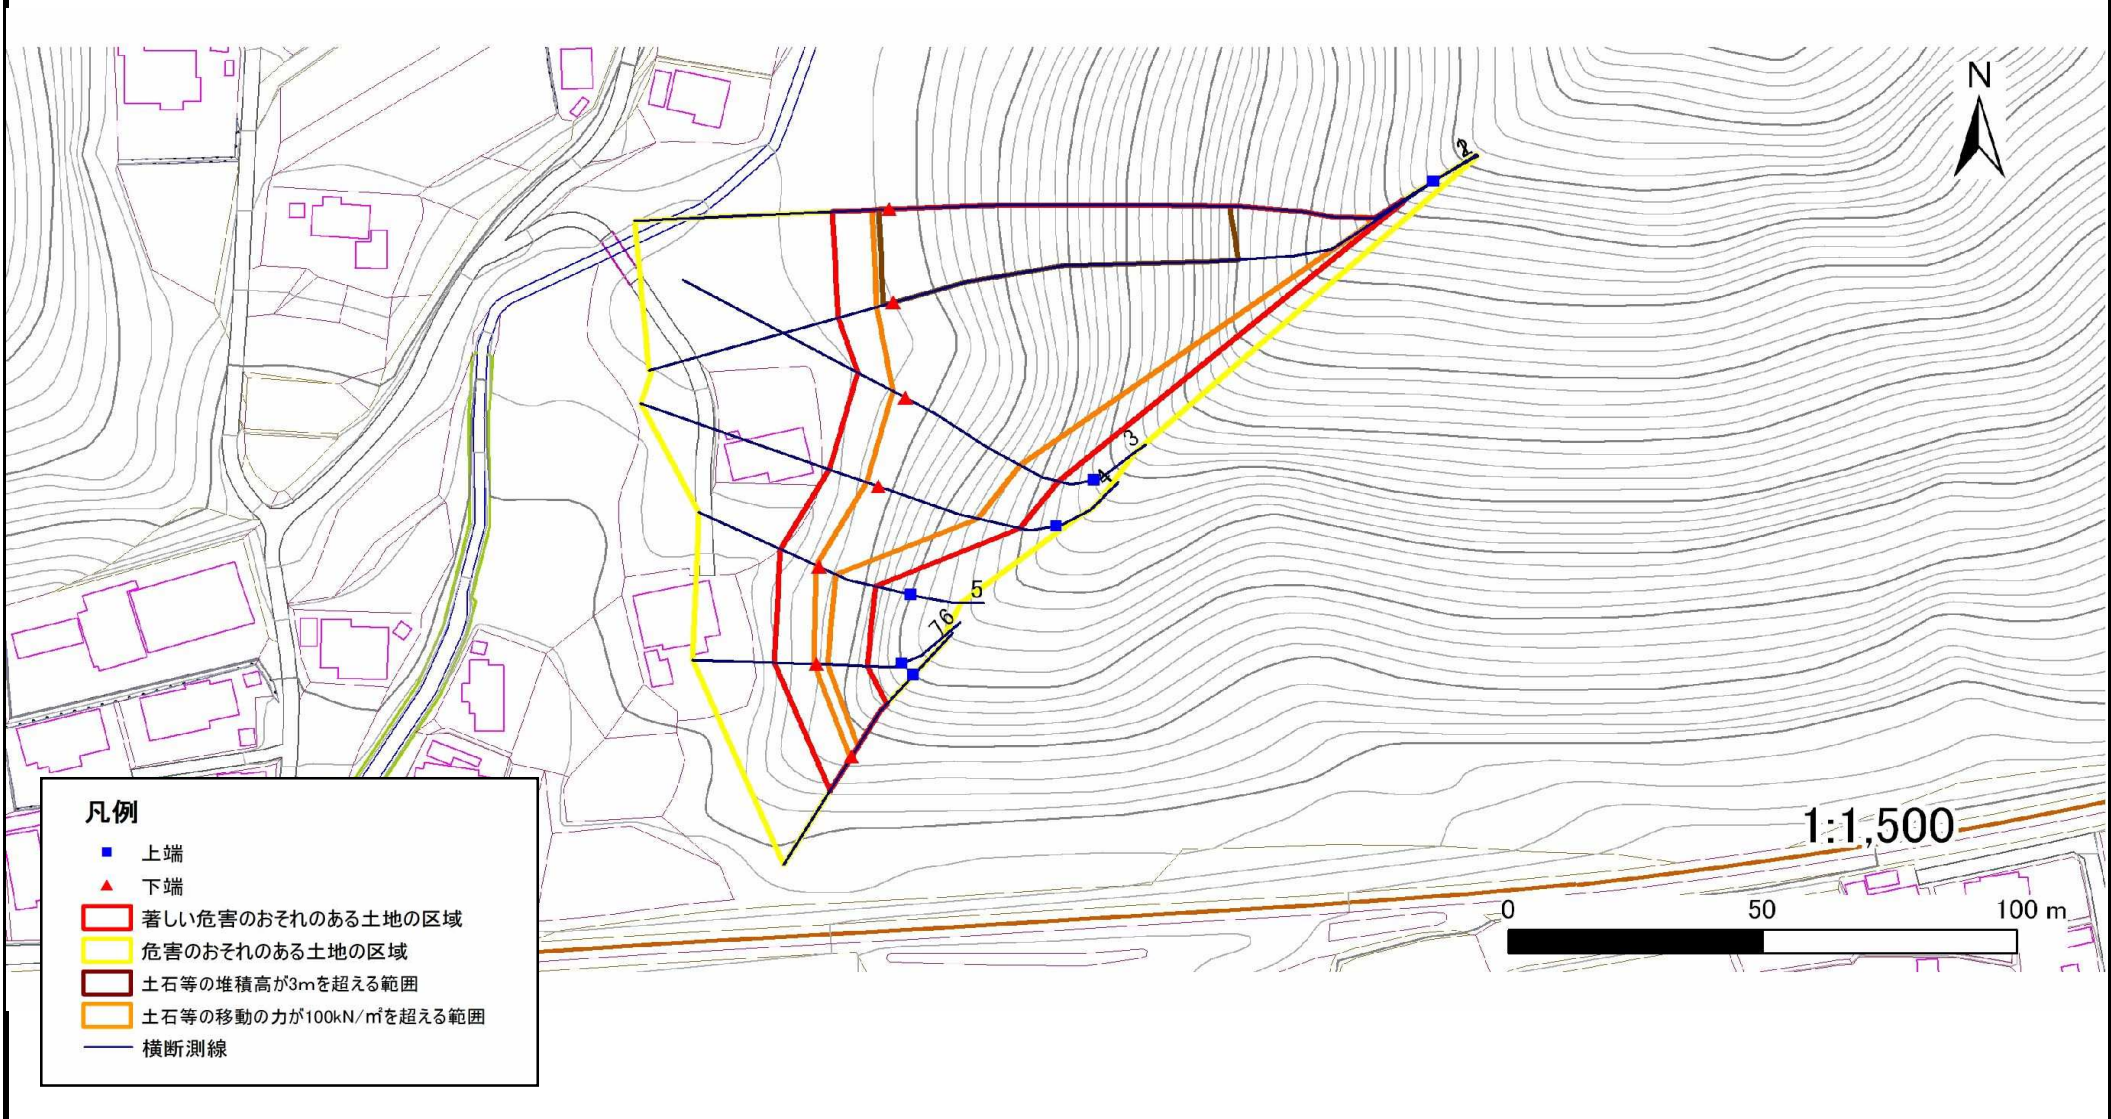 N
2
3
4
5
6
7
凡例
上端
下端
著しい危害のおそれのある土地の区域
危害のおそれのある土地の区域
土石等の堆積高が3mを超える範囲
土石等の移動の力が100kN/㎡を超える範囲
横断測線
1:1,500
0 50 100 m